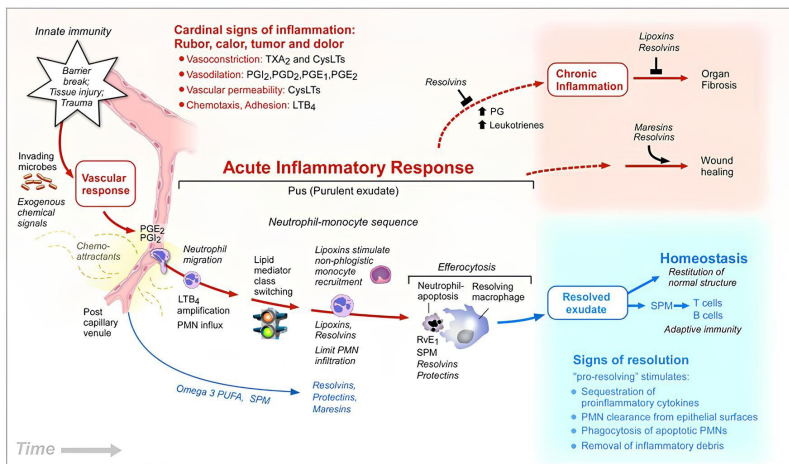 Innate immunity
Barrier
break;
Tissue injury;
Trauma
Cardinal signs of inflammation:
Rubor, calor, tumor and dolor
Vasoconstriction: TXA₂ and CysLTs
Vasodilation: PGI₂,PGD₂,PGE₁,PGE₂
Vascular permeability: CysLTs
Chemotaxis, Adhesion: LTB₄
Resolvins
PG
Leukotrienes
Chronic
Inflammation
Lipoxins
Resolvins
Organ
Fibrosis
Maresins
Resolvins
Wound
healing
Invading
microbes
Exogenous
chemical
signals
Vascular
response
Acute Inflammatory Response
Pus (Purulent exudate)
PGE₂
PGI₂
Chemo-
attractants
Post
capillary
venule
Neutrophil-monocyte sequence
Neutrophil
migration
LTB₄
amplification
PMN influx
Lipid
mediator
class
switching
Lipoxins stimulate
non-phlogistic
monocyte
recruitment
Lipoxins,
Resolvins
Limit PMN
infiltration
Efferocytosis
Neutrophil-
apoptosis
Resolving
macrophage
RvE₁
SPM
Resolvins
Protectins
Omega 3 PUFA, SPM
Resolvins,
Protectins,
Maresins
Resolved
exudate
Homeostasis
Restitution of
normal structure
SPM
T cells
B cells
Adaptive immunity
Signs of resolution
"pro-resolving" stimulates:
Sequestration of
proinflammatory cytokines
PMN clearance from epithelial surfaces
Phagocytosis of apoptotic PMNs
Removal of inflammatory debris
Time